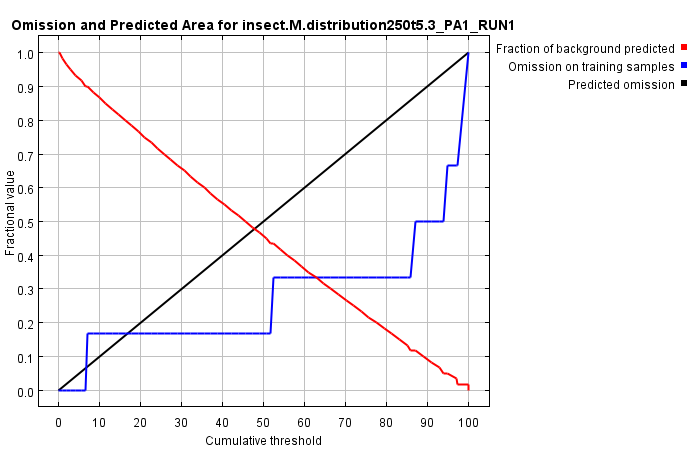 Omission and Predicted Area for insect.M.distribution250t5.3_PA1_RUN1
Fraction of background predicted
Omission on training samples
Predicted omission
1.0
0.9
0.8
0.7
0.6
0.5
0.4
0.3
0.2
0.1
0.0
Fractional value
0 10 20 30 40 50 60 70 80 90 100
Cumulative threshold